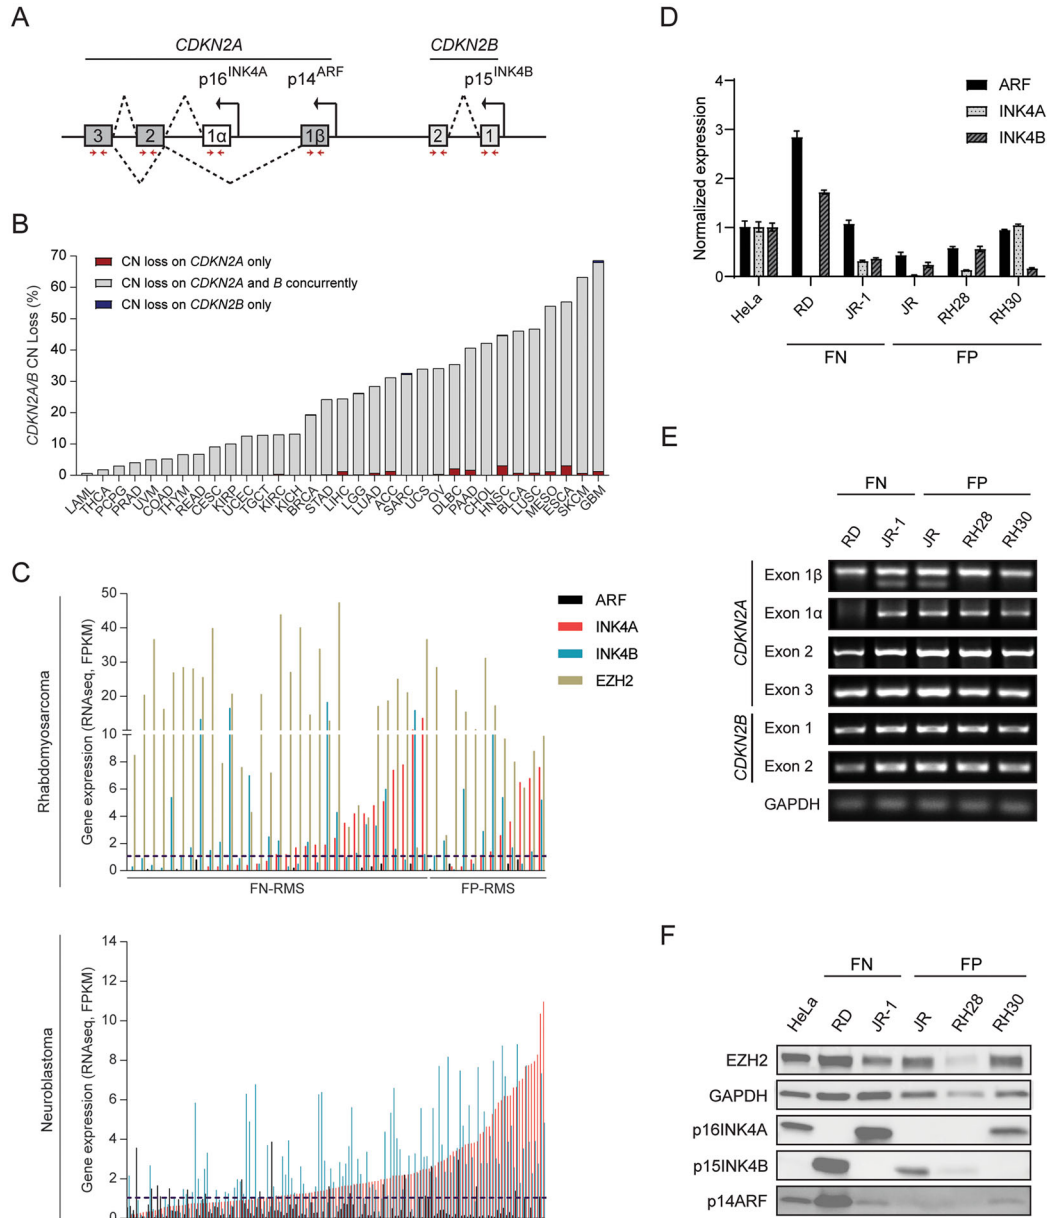 A
CDKN2A
CDKN2B
p16INK4A
p14ARF
p15INK4B
3
2
1α
1β
2
1
B
CDKN2A/B CN Loss (%)
70
60
50
40
30
20
10
0
CN loss on CDKN2A only
CN loss on CDKN2A and B concurrently
CN loss on CDKN2B only
LAML
THCA
PCPG
PRAD
UVM
COAD
THYM
READ
CESC
KIRP
UCEC
TGCT
KIRC
KICH
BRCA
STAD
LIHC
LGG
LUAD
ACC
SARC
UCS
OV
DLBC
PAAD
CHOL
HNSC
BLCA
LUSC
MESO
ESCA
SKCM
GBM
C
Rhabdomyosarcoma
Gene expression (RNAseq, FPKM)
50
40
30
20
10
8
6
4
2
0
ARF
INK4A
INK4B
EZH2
FN-RMS
FP-RMS
Neuroblastoma
Gene expression (RNAseq, FPKM)
14
12
10
8
6
4
2
0
D
Normalized expression
4
3
2
1
0
ARF
INK4A
INK4B
HeLa
RD
JR-1
JR
RH28
RH30
FN
FP
E
FN
FP
RD
JR-1
JR
RH28
RH30
CDKN2A
Exon 1β
Exon 1α
Exon 2
Exon 3
CDKN2B
Exon 1
Exon 2
GAPDH
F
FN
FP
HeLa
RD
JR-1
JR
RH28
RH30
EZH2
GAPDH
p16INK4A
p15INK4B
p14ARF